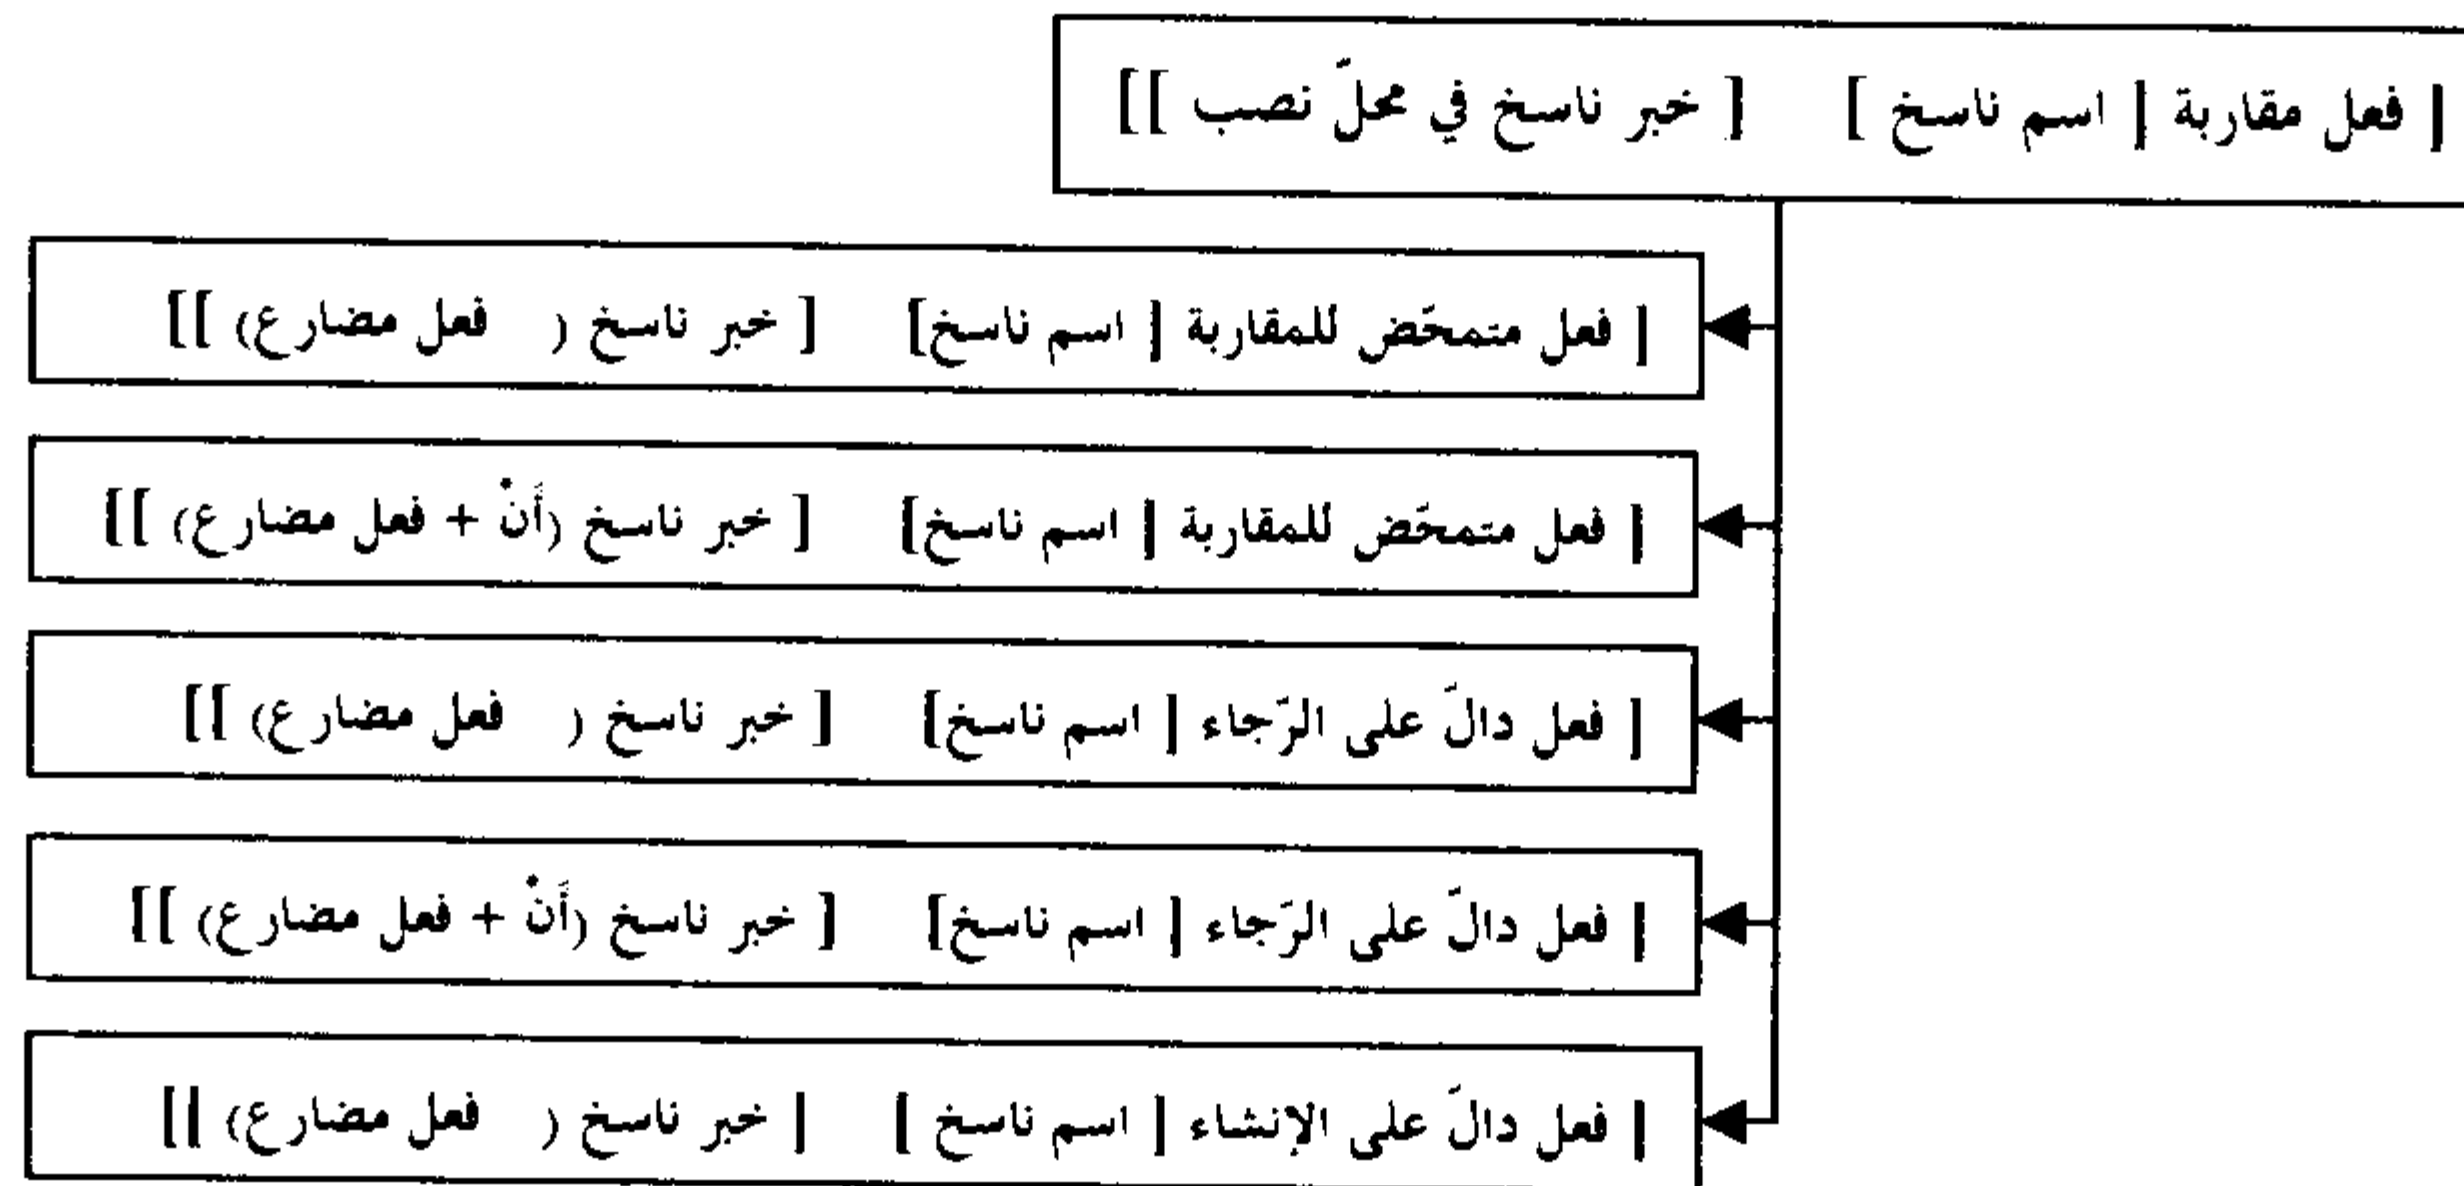 [ فعل مقاربة [ اسم ناسخ ] [ خبر ناسخ في محلّ نصب ]]
[ فعل متمحّض للمقاربة [ اسم ناسخ] [ خبر ناسخ ( فعل مضارع) ]]
[ فعل متمحّض للمقاربة [ اسم ناسخ] [ خبر ناسخ (أَنْ + فعل مضارع) ]]
[ فعل دالّ على الرّجاء [ اسم ناسخ] [ خبر ناسخ ( فعل مضارع) ]]
[ فعل دالّ على الرّجاء [ اسم ناسخ] [ خبر ناسخ (أَنْ + فعل مضارع) ]]
[ فعل دالّ على الإنشاء [ اسم ناسخ ] [ خبر ناسخ ( فعل مضارع) ]]